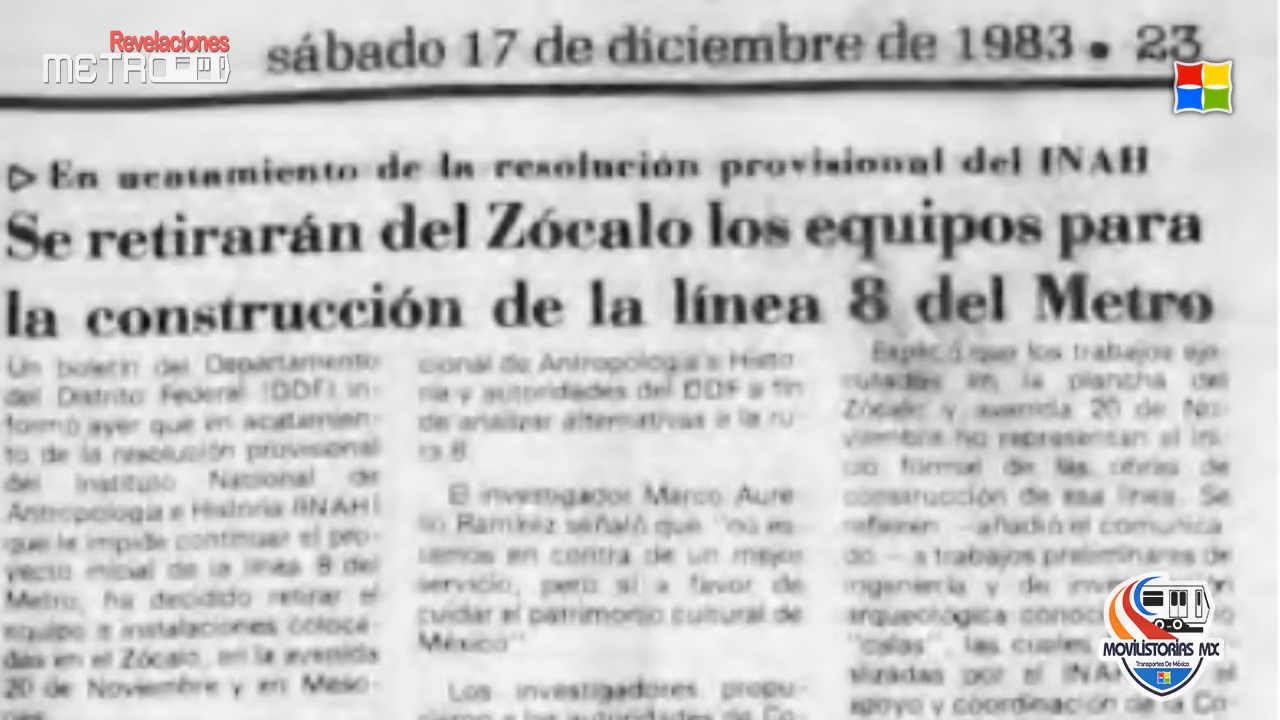 Revelaciones
METRO
sábado 17 de diciembre de 1983 • 23
▷ En acatamiento de la resolución provisional del INAH
Se retirarán del Zócalo los equipos para
la construcción de la línea 8 del Metro
Un boletín del Departamento
del Distrito Federal (DDF) in-
formó ayer que en acatamien-
to de la resolución provisional
del Instituto Nacional de
Antropología e Historia (INAH)
que le impide continuar el pro-
yecto inicial de la línea 8 del
Metro, ha decidido retirar el
equipo e instalaciones coloca-
das en el Zócalo, en la avenida
20 de Noviembre y en Meso-
cional de Antropología e Histo-
ria y autoridades del DDF a fin
de analizar alternativas a la ru-
ta 8.
El investigador Marco Aure-
lio Ramírez señaló que "no es-
tamos en contra de un mejor
servicio, pero sí a favor de
cuidar el patrimonio cultural de
México".
Los investigadores propu-
sieron a las autoridades de Co-
Explicó que los trabajos eje-
cutados en la plancha del
Zócalo y avenida 20 de No-
viembre no representan el ini-
cio formal de las obras de
construcción de esa línea. Se
refieren —añadió el comunica-
do— a trabajos preliminares de
ingeniería y de
arqueológica
"calas", las cuales
alizadas por el INAH
apoyo y coordinación de la Co-
MOVILISTORIAS MX
Transportes De México